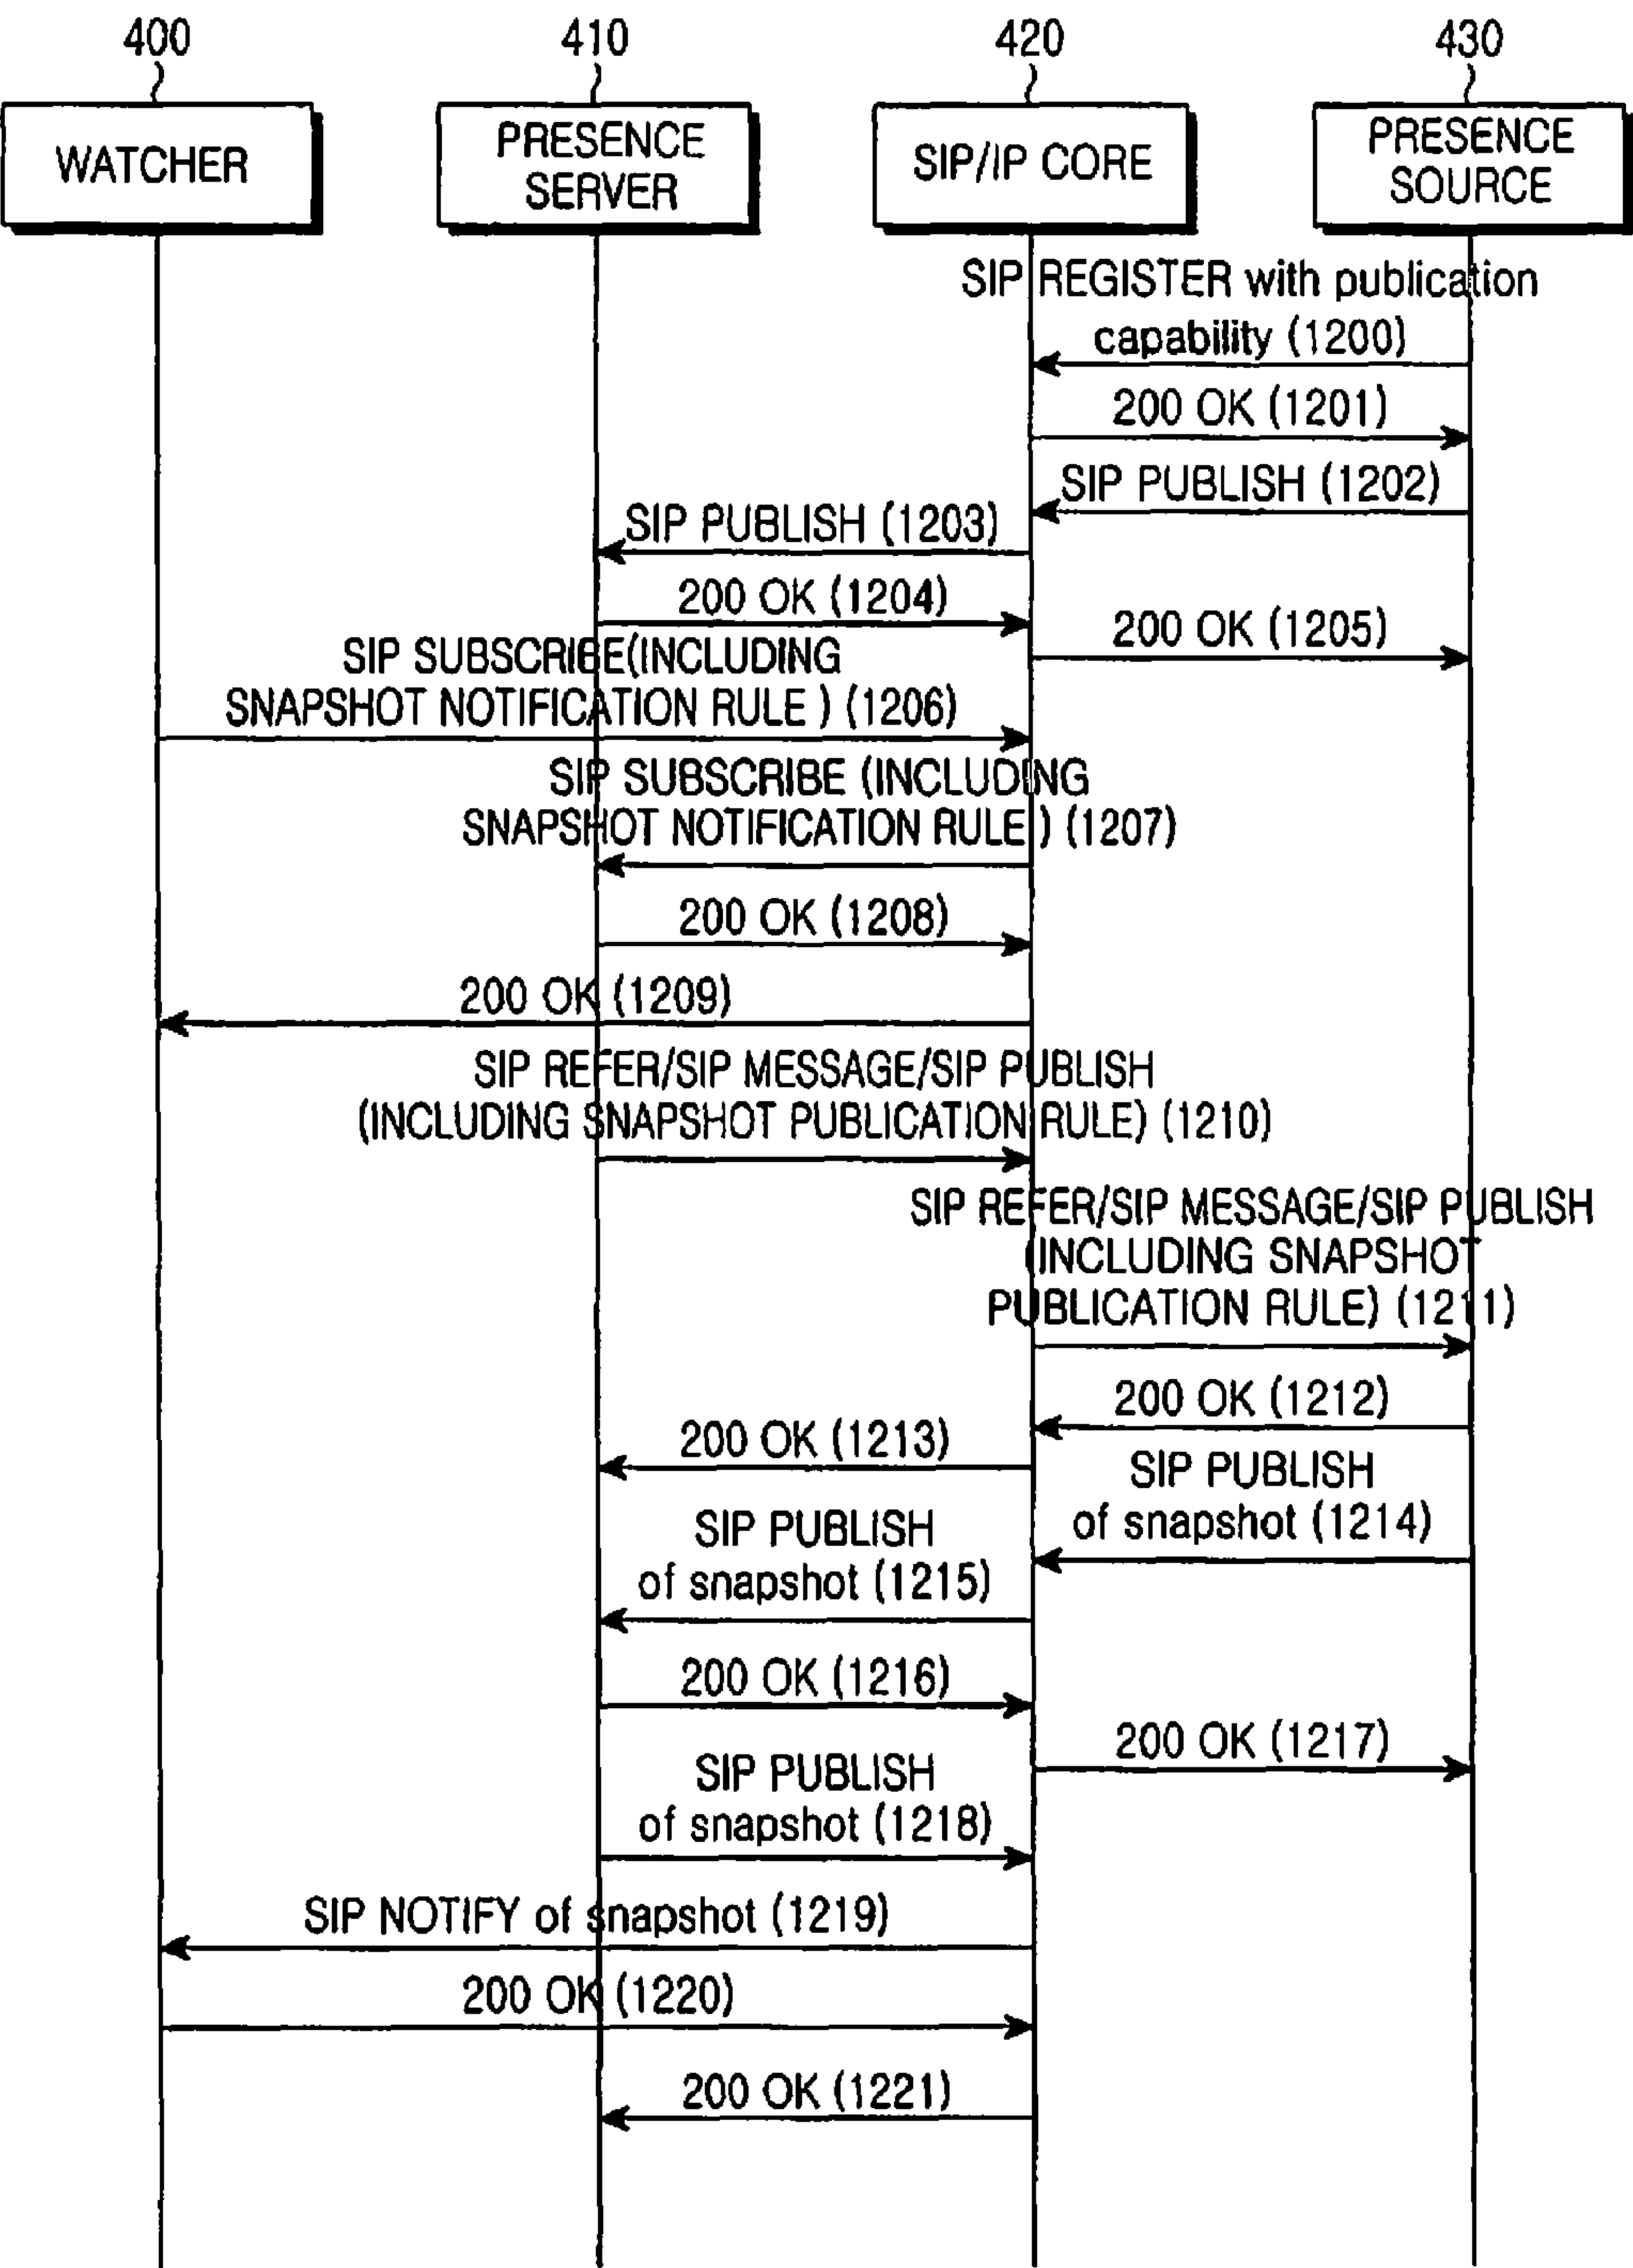 400
410
420
430
WATCHER
PRESENCE
SERVER
SIP/IP CORE
PRESENCE
SOURCE
SIP REGISTER with publication
capability (1200)
200 OK (1201)
SIP PUBLISH (1202)
SIP PUBLISH (1203)
200 OK (1204)
200 OK (1205)
SIP SUBSCRIBE(INCLUDING
SNAPSHOT NOTIFICATION RULE ) (1206)
SIP SUBSCRIBE (INCLUDING
SNAPSHOT NOTIFICATION RULE ) (1207)
200 OK (1208)
200 OK (1209)
SIP REFER/SIP MESSAGE/SIP PUBLISH
(INCLUDING SNAPSHOT PUBLICATION RULE) (1210)
SIP REFER/SIP MESSAGE/SIP PUBLISH
(INCLUDING SNAPSHOT
PUBLICATION RULE) (1211)
200 OK (1212)
200 OK (1213)
SIP PUBLISH
of snapshot (1214)
SIP PUBLISH
of snapshot (1215)
200 OK (1216)
200 OK (1217)
SIP PUBLISH
of snapshot (1218)
SIP NOTIFY of snapshot (1219)
200 OK (1220)
200 OK (1221)